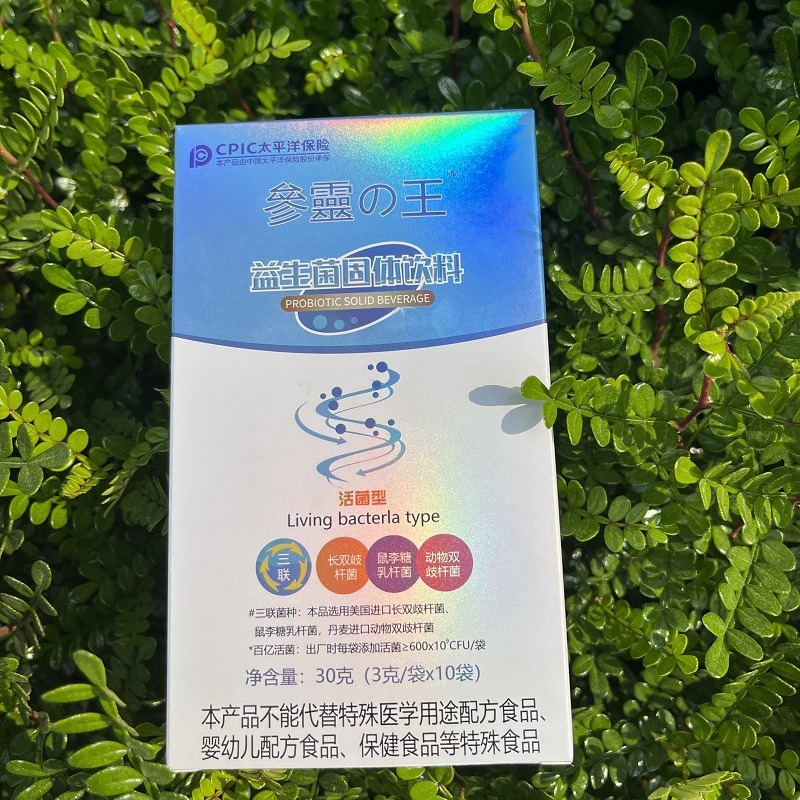 CPIC太平洋保险
本产品由中国太平洋保险股份承保
參靈の王™
益生菌固体饮料
PROBIOTIC SOLID BEVERAGE
活菌型
Living bacterla type
三联
长双歧杆菌
鼠李糖乳杆菌
动物双歧杆菌
#三联菌种：本品选用美国进口长双歧杆菌、
鼠李糖乳杆菌，丹麦进口动物双歧杆菌
*百亿活菌：出厂时每袋添加活菌≥600x10⁹CFU/袋
净含量：30克（3克/袋x10袋）
本产品不能代替特殊医学用途配方食品、
婴幼儿配方食品、保健食品等特殊食品